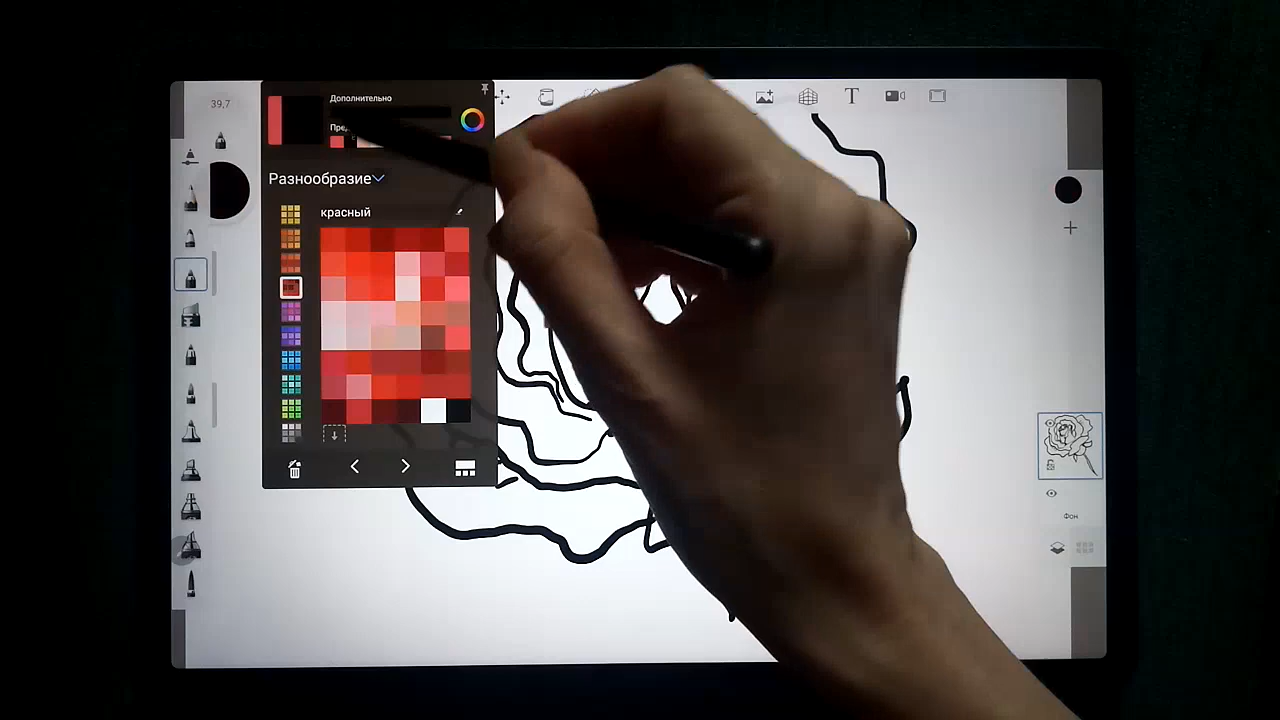 39,7
Дополнительно
T
Разнообразие
красный
Фон